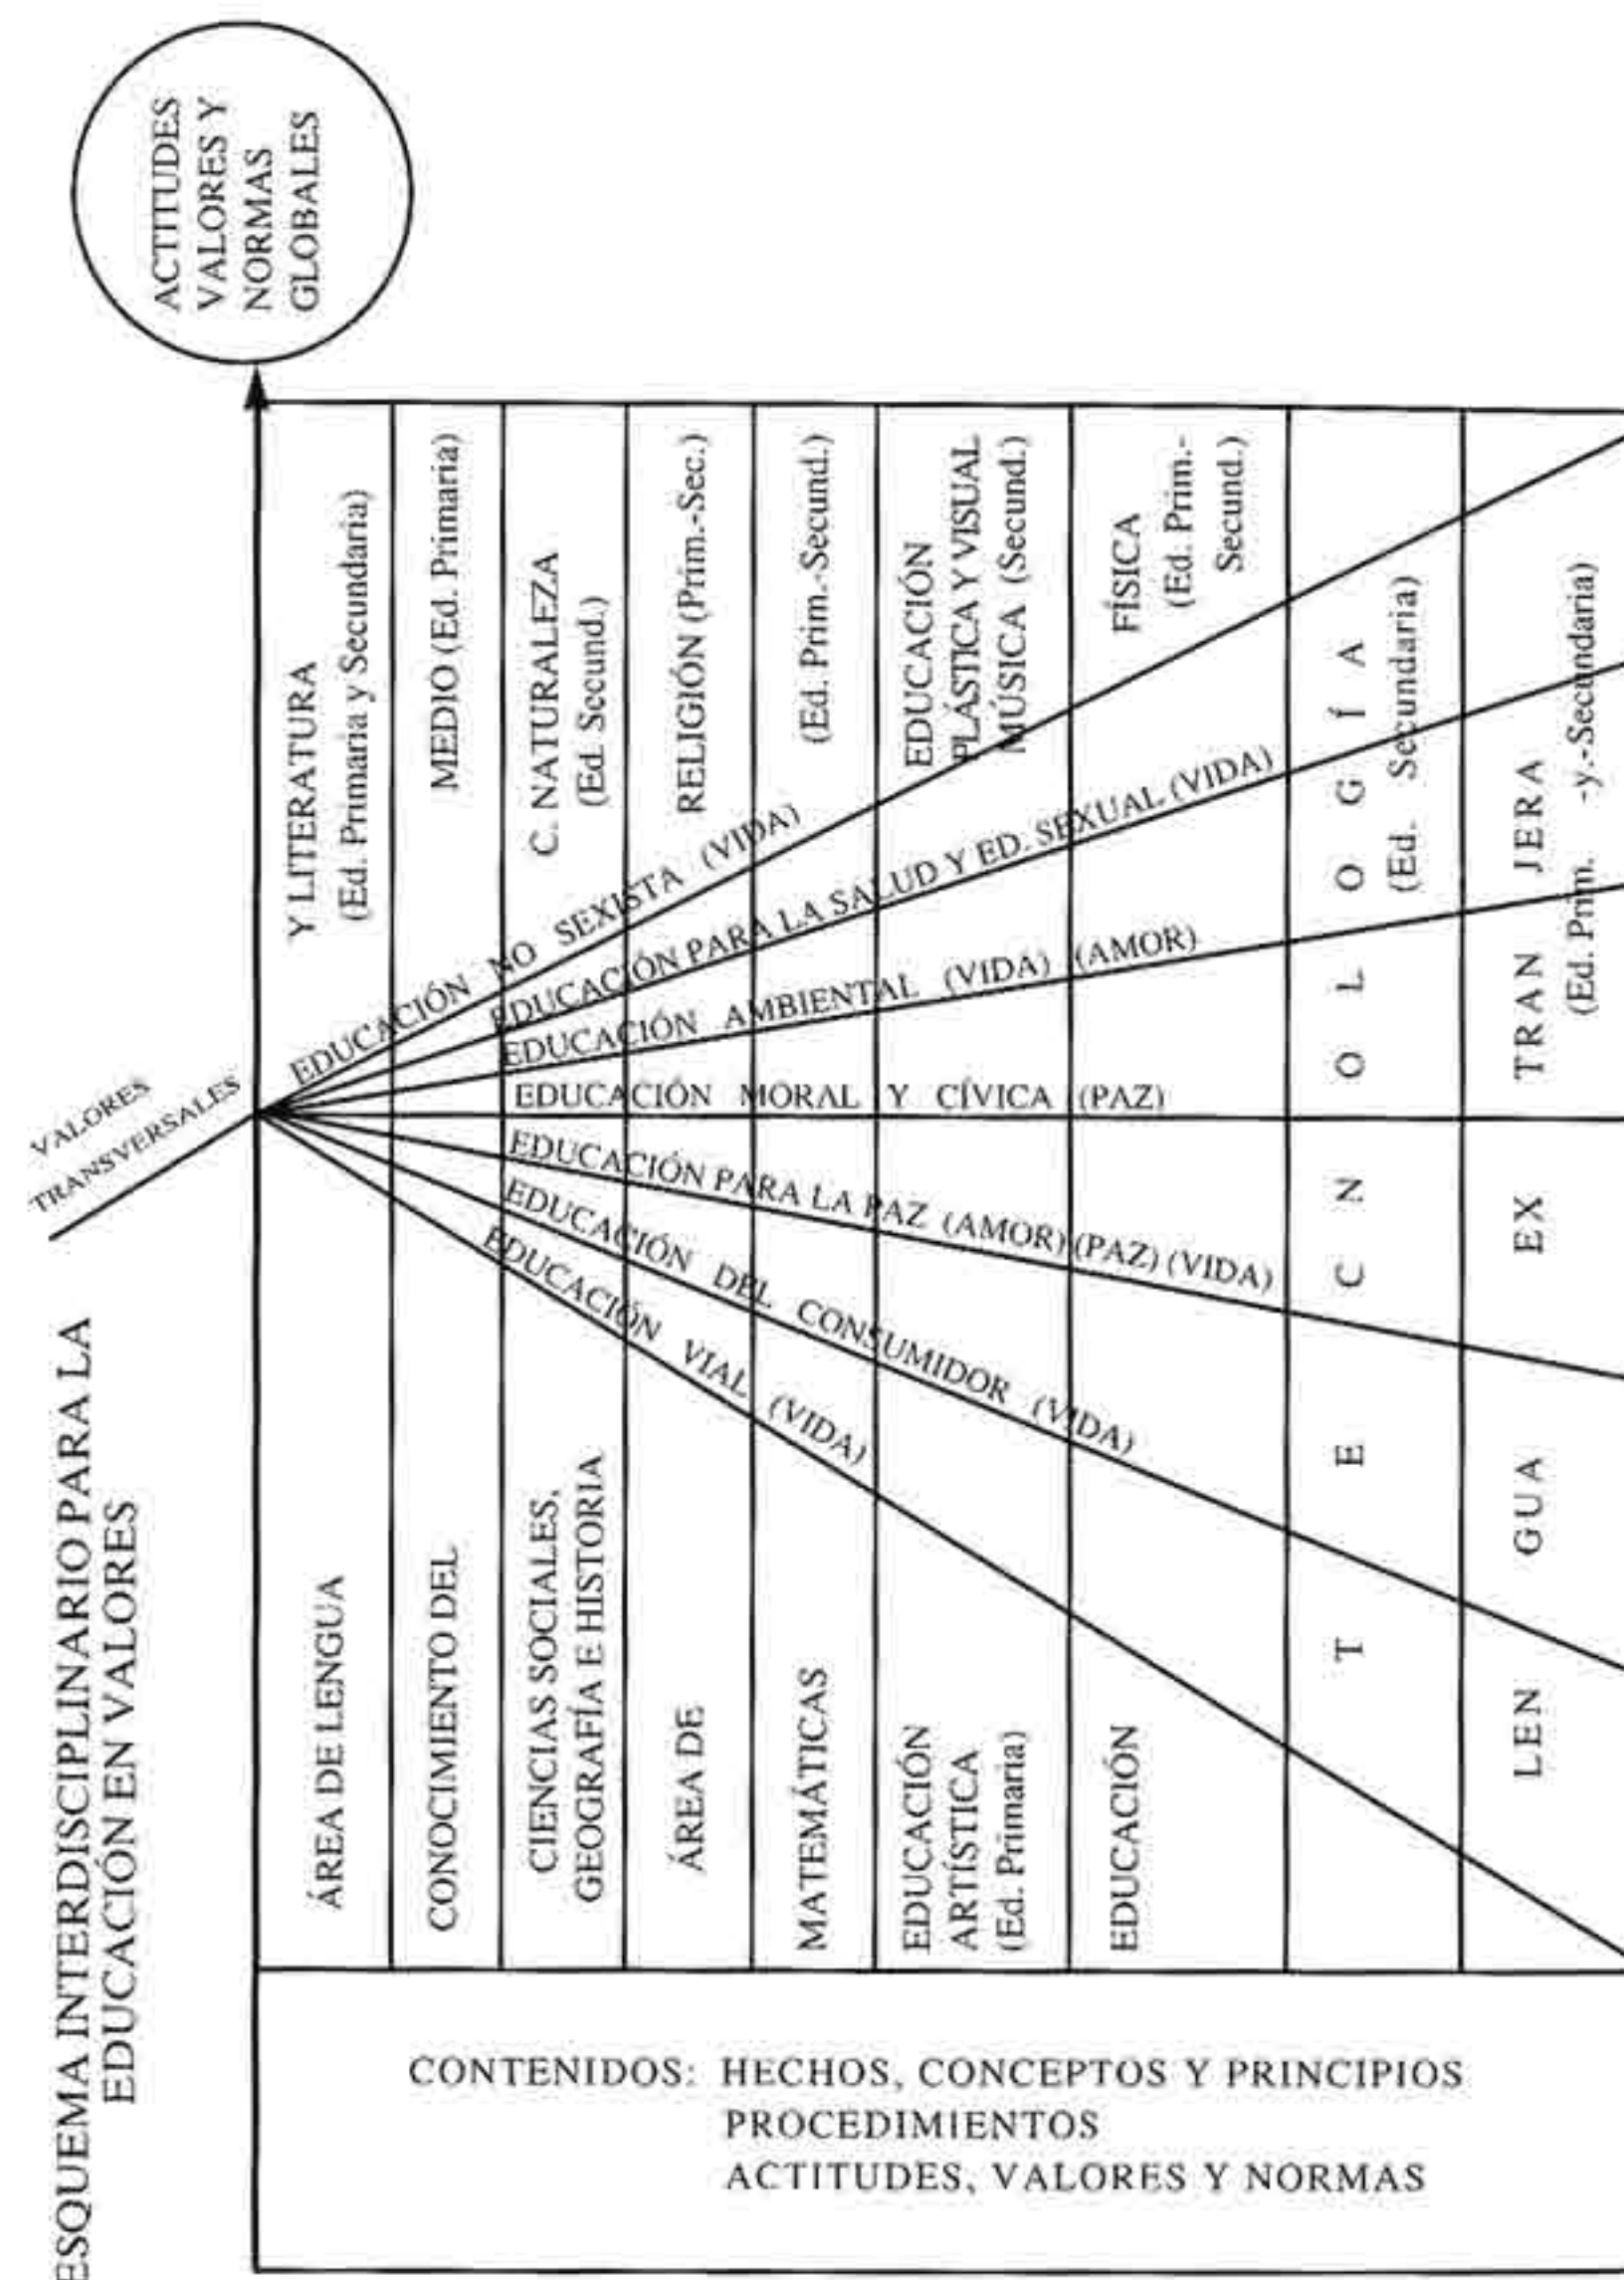 ESQUEMA INTERDISCIPLINARIO PARA LA
EDUCACIÓN EN VALORES
ACTITUDES
VALORES Y
NORMAS
GLOBALES
VALORES
TRANSVERSALES
ÁREA DE LENGUA
Y LITERATURA
(Ed. Primaria y Secundaria)
CONOCIMIENTO DEL
MEDIO (Ed. Primaria)
CIENCIAS SOCIALES,
GEOGRAFÍA E HISTORIA
C. NATURALEZA
(Ed. Secund.)
ÁREA DE
RELIGIÓN (Prim.-Sec.)
MATEMÁTICAS
(Ed. Prim.-Secund.)
EDUCACIÓN
ARTÍSTICA
(Ed. Primaria)
EDUCACIÓN
PLÁSTICA Y VISUAL
MÚSICA (Secund.)
EDUCACIÓN
FÍSICA
(Ed. Prim.-
Secund.)
T E C N O L O G Í A
(Ed. Secundaria)
LEN GUA EX TRAN JERA
(Ed. Prim. -y.-Secundaria)
EDUCACIÓN VIAL (VIDA)
EDUCACIÓN DEL CONSUMIDOR (VIDA)
EDUCACIÓN PARA LA PAZ (AMOR) (PAZ) (VIDA)
EDUCACIÓN MORAL Y CÍVICA (PAZ)
EDUCACIÓN AMBIENTAL (VIDA) (AMOR)
EDUCACIÓN PARA LA SALUD Y ED. SEXUAL (VIDA)
EDUCACIÓN NO SEXISTA (VIDA)
CONTENIDOS: HECHOS, CONCEPTOS Y PRINCIPIOS
PROCEDIMIENTOS
ACTITUDES, VALORES Y NORMAS